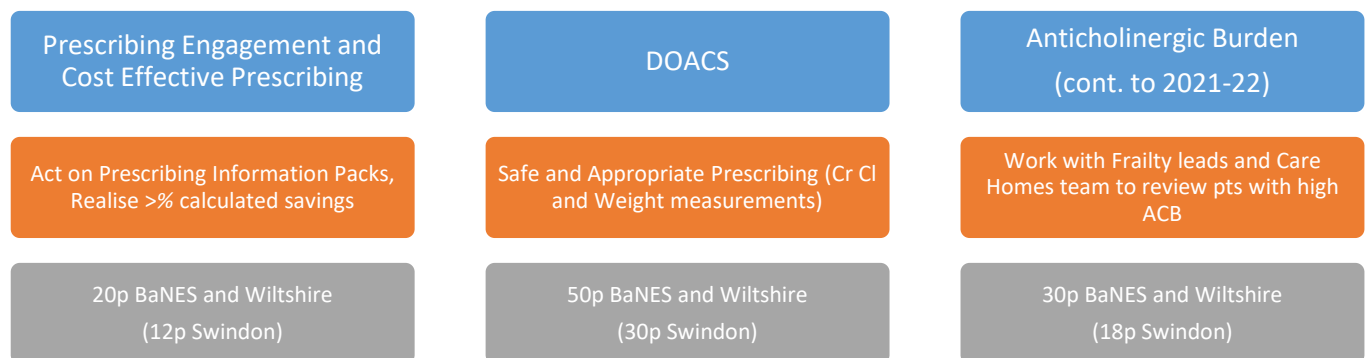 Prescribing Engagement and
Cost Effective Prescribing
Act on Prescribing Information Packs,
Realise >% calculated savings
20p BaNES and Wiltshire
(12p Swindon)
DOACS
Safe and Appropriate Prescribing (Cr Cl
and Weight measurements)
50p BaNES and Wiltshire
(30p Swindon)
Anticholinergic Burden
(cont. to 2021-22)
Work with Frailty leads and Care
Homes team to review pts with high
ACB
30p BaNES and Wiltshire
(18p Swindon)